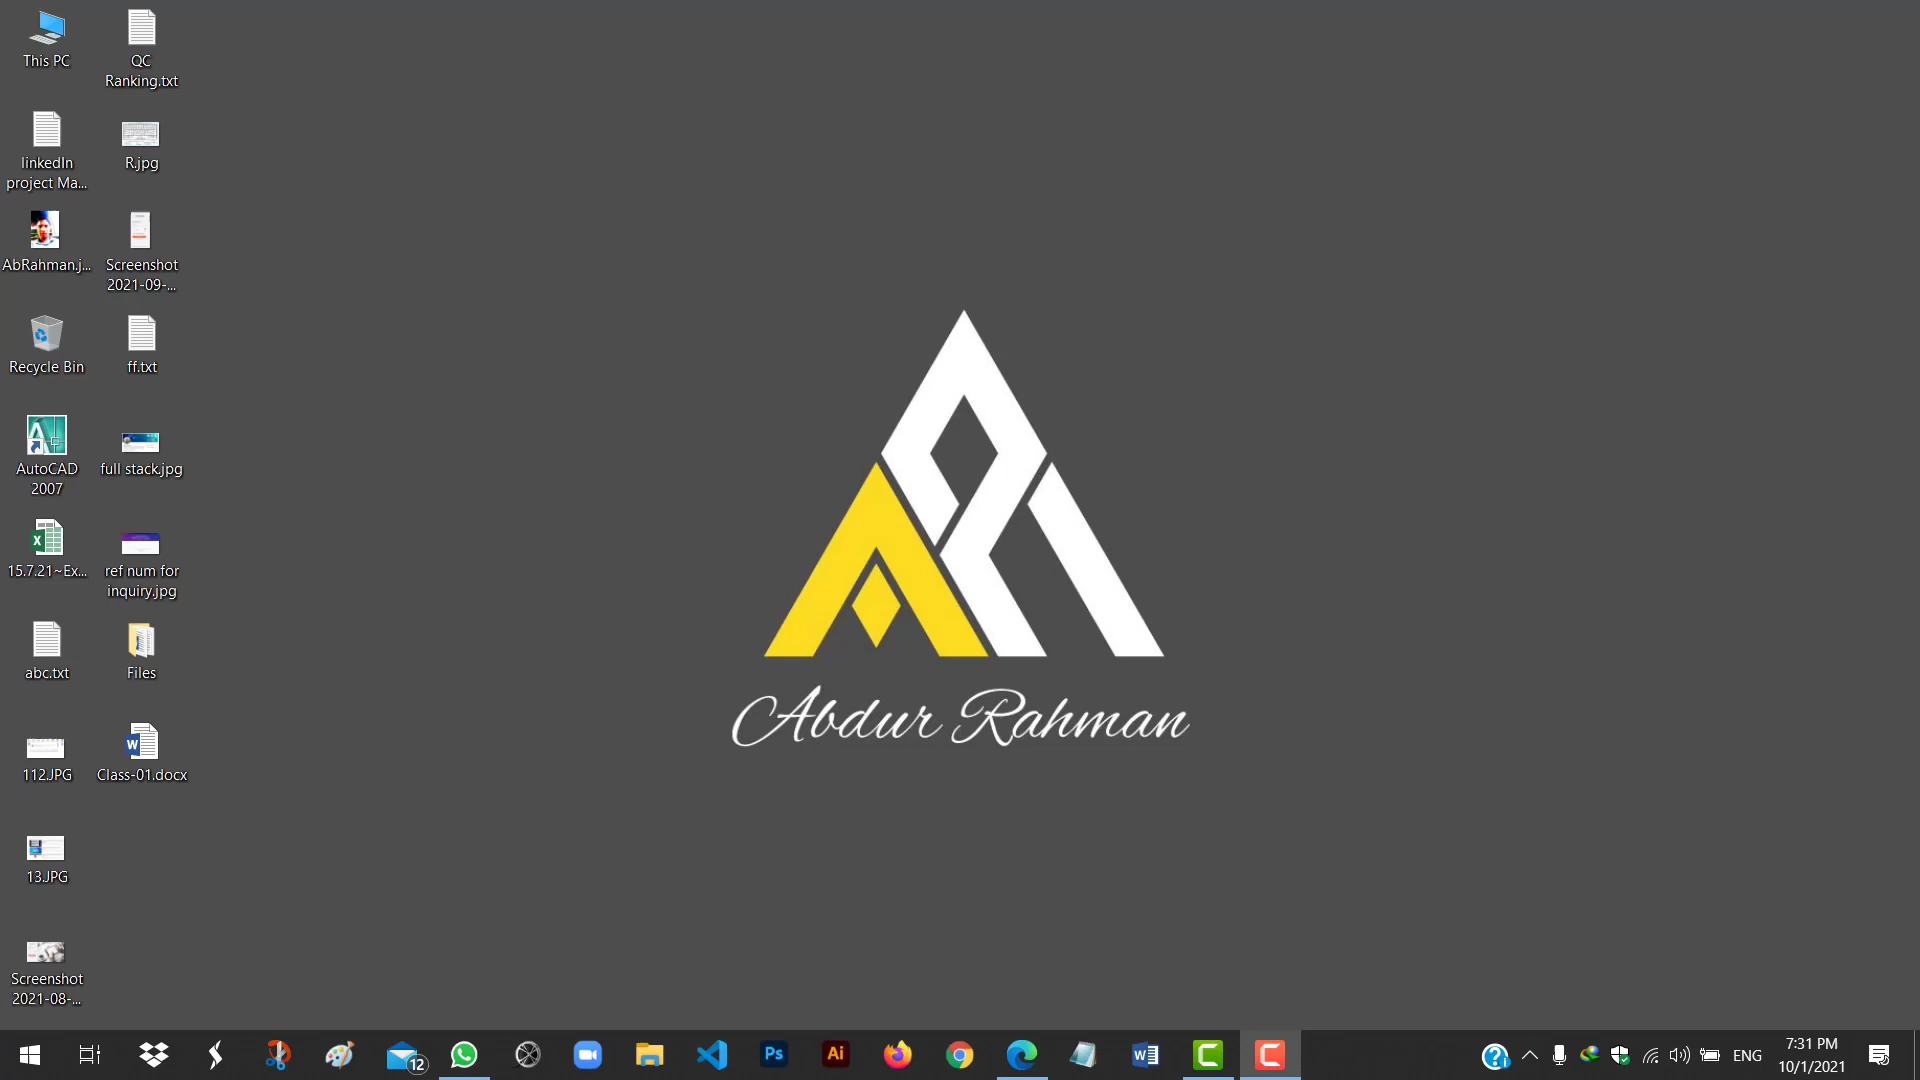 This PC
QC
Ranking.txt
linkedIn
project Ma...
R.jpg
AbRahman.j...
Screenshot
2021-09-...
Recycle Bin
ff.txt
AutoCAD
2007
full stack.jpg
15.7.21~Ex...
ref num for
inquiry.jpg
abc.txt
Files
112.JPG
Class-01.docx
13.JPG
Screenshot
2021-08-...
Abdur Rahman
12
Ps
Ai
ENG
7:31 PM
10/1/2021